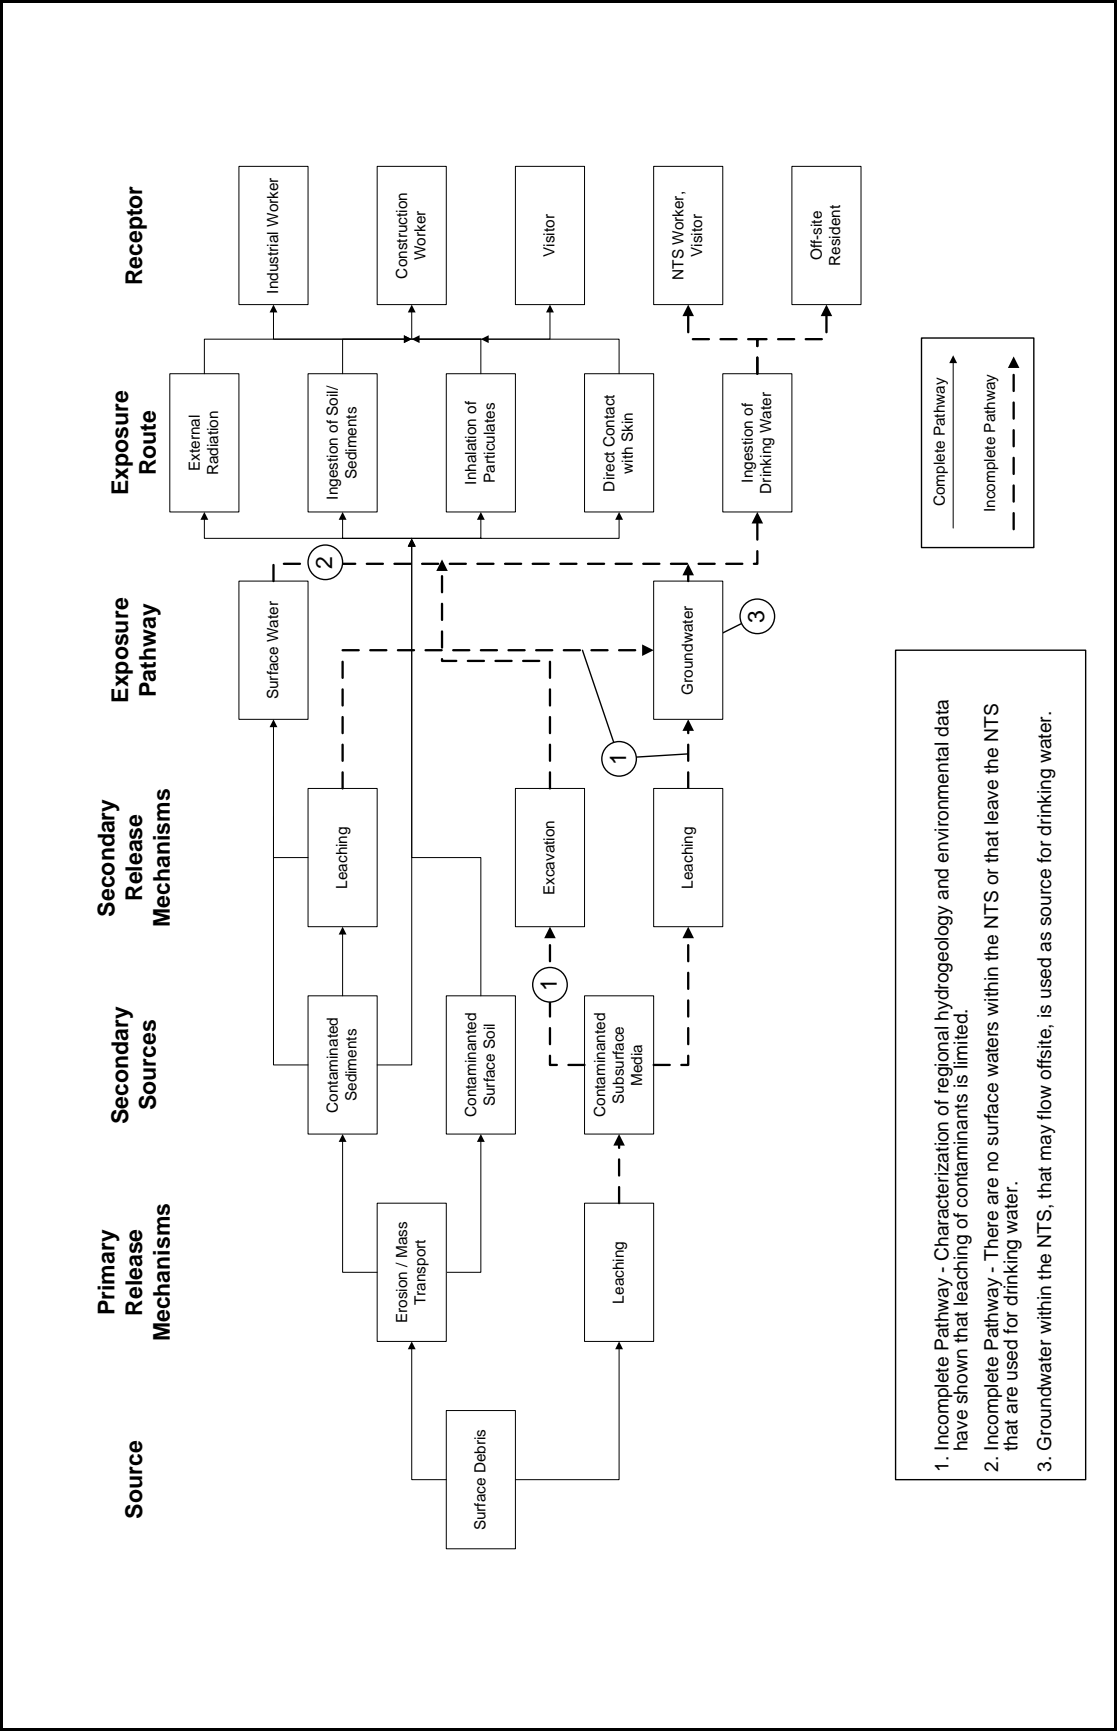 Source
Primary
Release
Mechanisms
Secondary
Sources
Secondary
Release
Mechanisms
Exposure
Pathway
Exposure
Route
Receptor
Surface Debris
Erosion / Mass
Transport
Leaching
Contaminated
Sediments
Contaminanted
Surface Soil
Contaminanted
Subsurface
Media
1
Leaching
Excavation
Leaching
1
Surface Water
Groundwater
2
3
External
Radiation
Ingestion of Soil/
Sediments
Inhalation of
Particulates
Direct Contact
with Skin
Ingestion of
Drinking Water
Industrial Worker
Construction
Worker
Visitor
NTS Worker,
Visitor
Off-site
Resident
1. Incomplete Pathway - Characterization of regional hydrogeology and environmental data
have shown that leaching of contaminants is limited.
2. Incomplete Pathway - There are no surface waters within the NTS or that leave the NTS
that are used for drinking water.
3. Groundwater within the NTS, that may flow offsite, is used as source for drinking water.
Complete Pathway
Incomplete Pathway